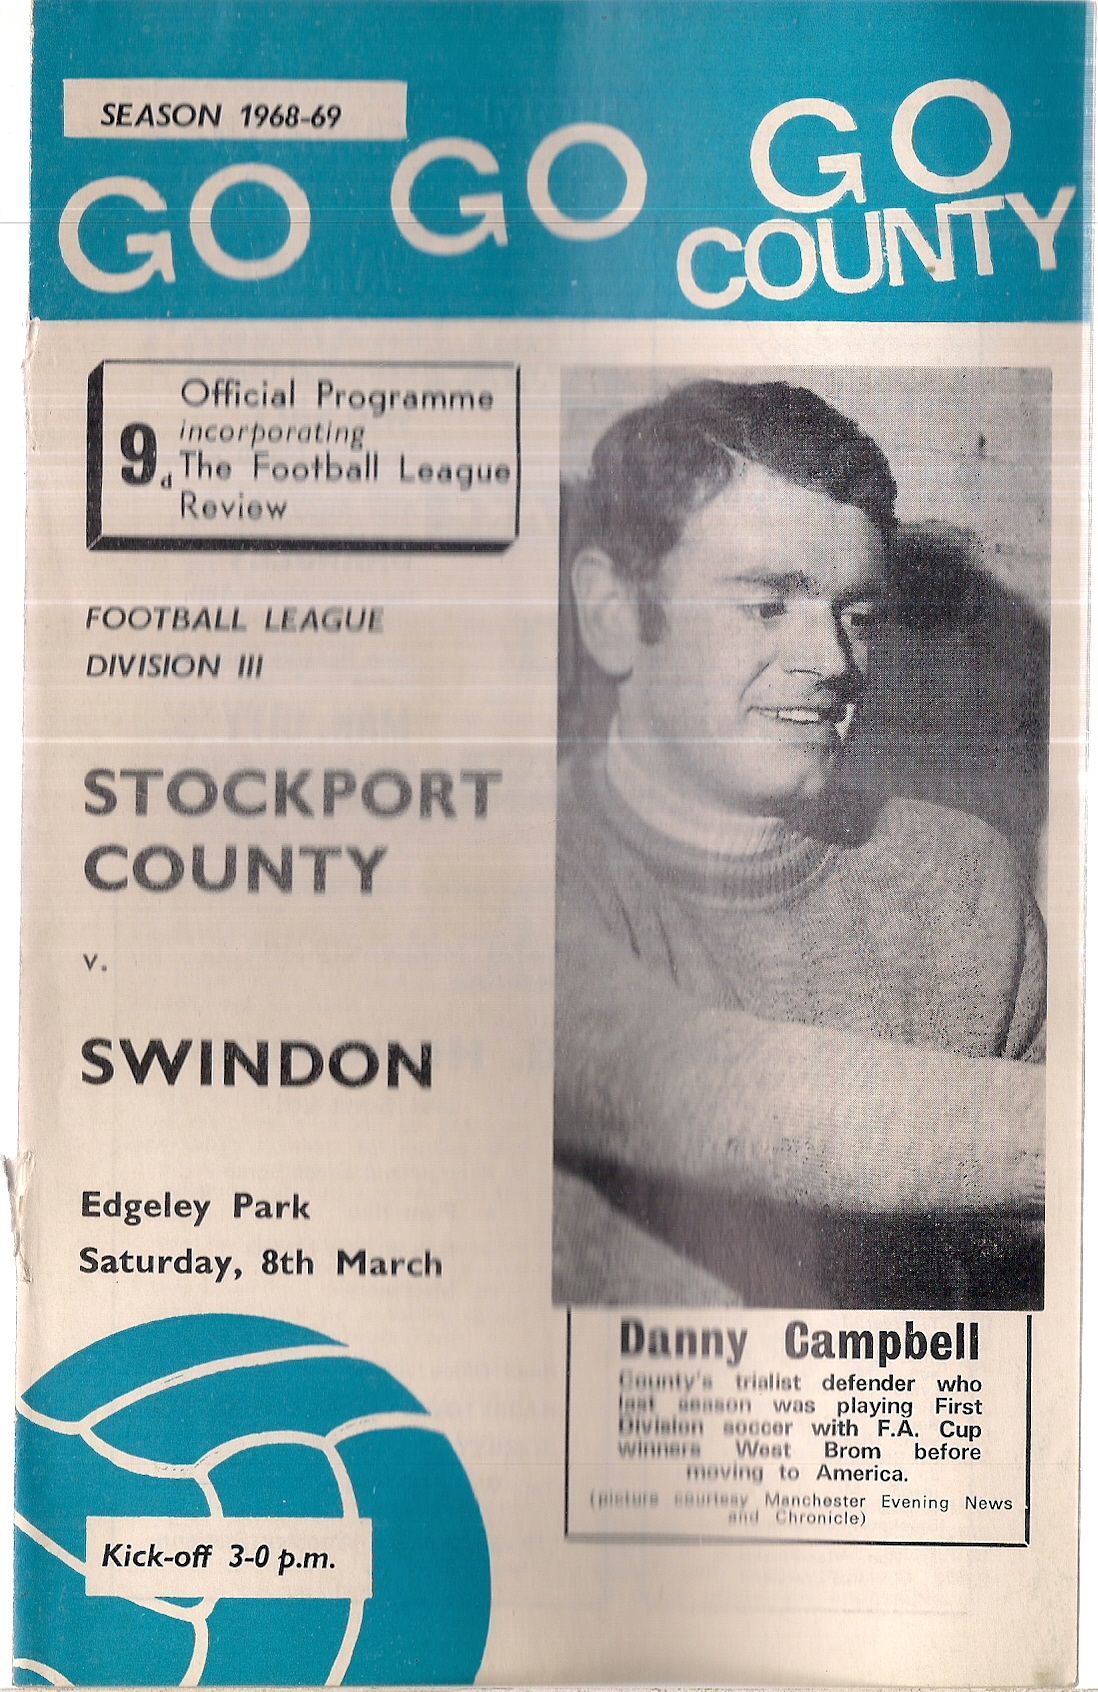 SEASON 1968-69
GO GO GO
COUNTY
Official Programme
9d incorporating
The Football League
Review
FOOTBALL LEAGUE
DIVISION III
STOCKPORT
COUNTY
v.
SWINDON
Edgeley Park
Saturday, 8th March
Kick-off 3-0 p.m.
Danny Campbell
County's trialist defender who
last season was playing First
Division soccer with F.A. Cup
winners West Brom before
moving to America.
(picture courtesy Manchester Evening News
and Chronicle)